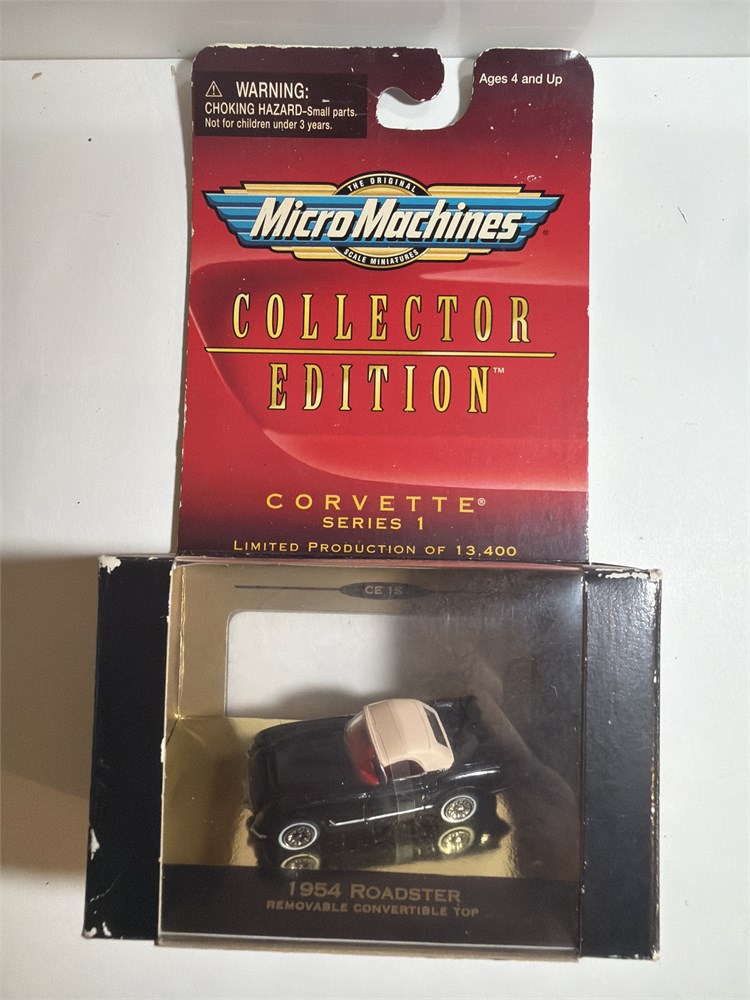 WARNING:
CHOKING HAZARD–Small parts.
Not for children under 3 years.
Ages 4 and Up
THE ORIGINAL
Micro Machines®
SCALE MINIATURES
COLLECTOR
EDITION™
CORVETTE®
SERIES 1
LIMITED PRODUCTION OF 13,400
CE 15
1954 ROADSTER
REMOVABLE CONVERTIBLE TOP